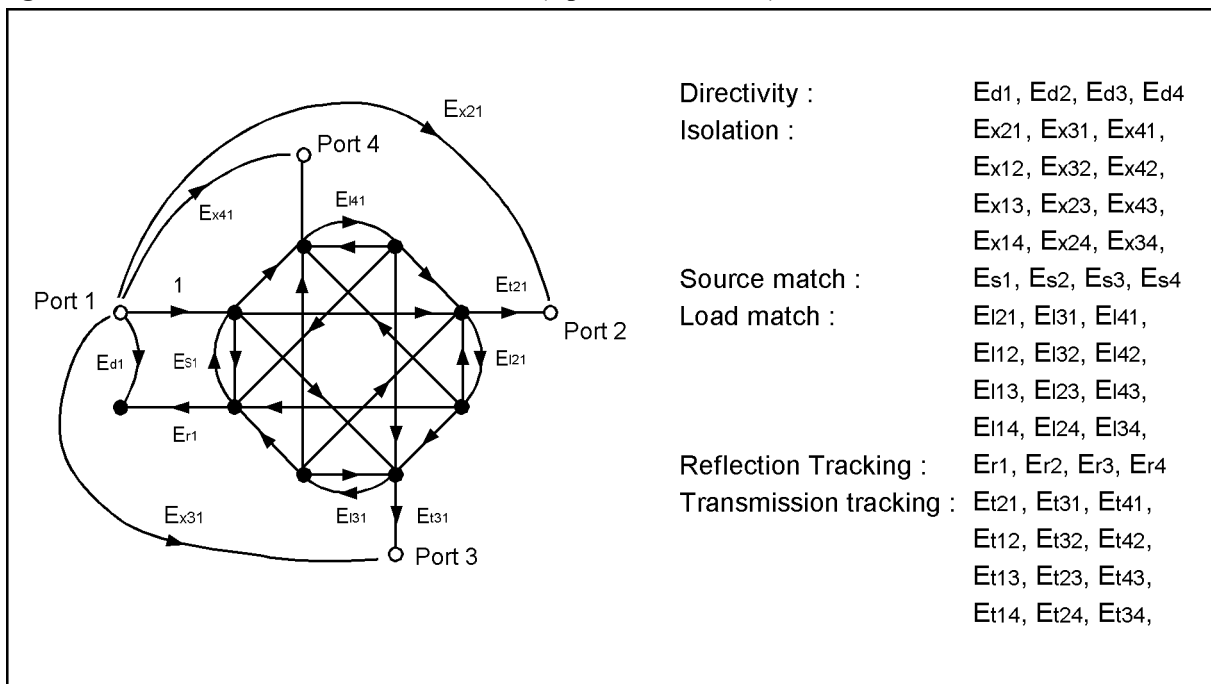 Ex21
Port 4
Ex41
El41
Port 1
1
Et21
Port 2
Ed1
ES1
El21
Er1
Ex31
El31
Et31
Port 3
Directivity : Ed1, Ed2, Ed3, Ed4
Isolation : Ex21, Ex31, Ex41,
Ex12, Ex32, Ex42,
Ex13, Ex23, Ex43,
Ex14, Ex24, Ex34,
Source match : Es1, Es2, Es3, Es4
Load match : El21, El31, El41,
El12, El32, El42,
El13, El23, El43,
El14, El24, El34,
Reflection Tracking : Er1, Er2, Er3, Er4
Transmission tracking : Et21, Et31, Et41,
Et12, Et32, Et42,
Et13, Et23, Et43,
Et14, Et24, Et34,